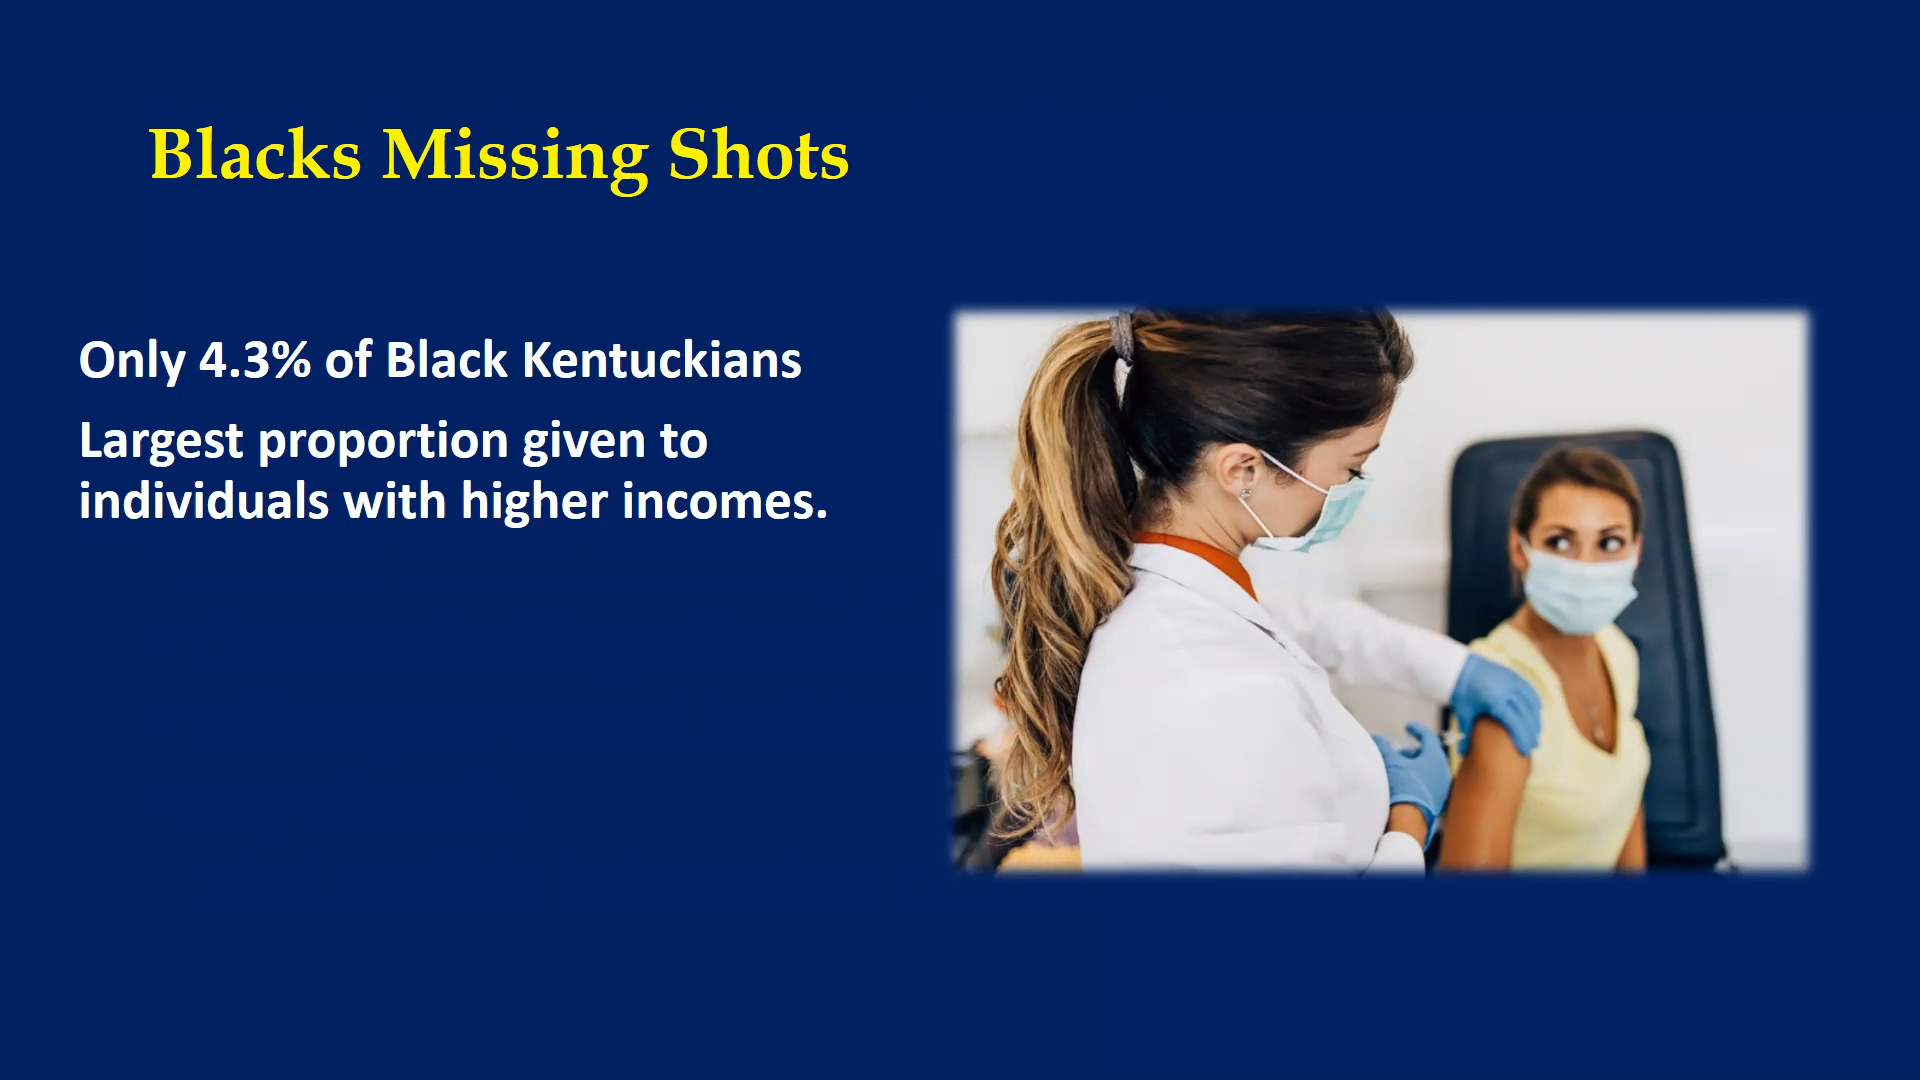 Blacks Missing Shots
Only 4.3% of Black Kentuckians
Largest proportion given to
individuals with higher incomes.